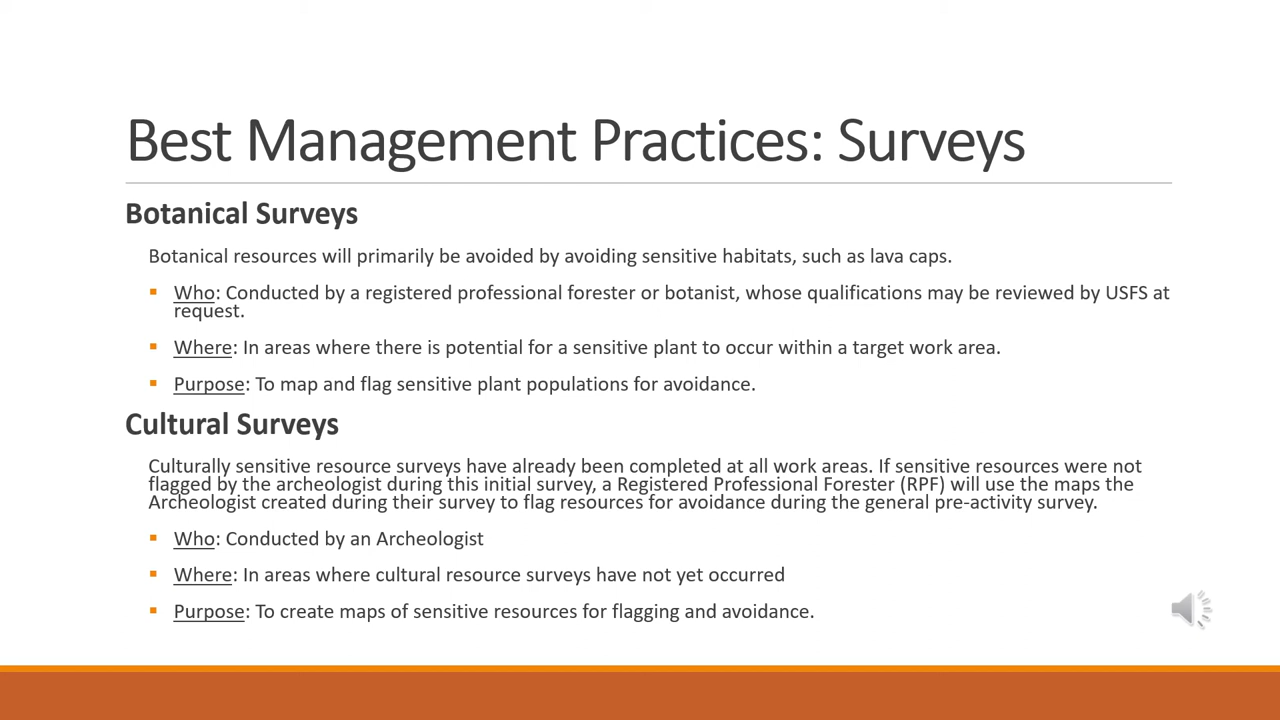 Best Management Practices: Surveys
Botanical Surveys
Botanical resources will primarily be avoided by avoiding sensitive habitats, such as lava caps.
▪ Who: Conducted by a registered professional forester or botanist, whose qualifications may be reviewed by USFS at
request.
▪ Where: In areas where there is potential for a sensitive plant to occur within a target work area.
▪ Purpose: To map and flag sensitive plant populations for avoidance.
Cultural Surveys
Culturally sensitive resource surveys have already been completed at all work areas. If sensitive resources were not
flagged by the archeologist during this initial survey, a Registered Professional Forester (RPF) will use the maps the
Archeologist created during their survey to flag resources for avoidance during the general pre-activity survey.
▪ Who: Conducted by an Archeologist
▪ Where: In areas where cultural resource surveys have not yet occurred
▪ Purpose: To create maps of sensitive resources for flagging and avoidance.